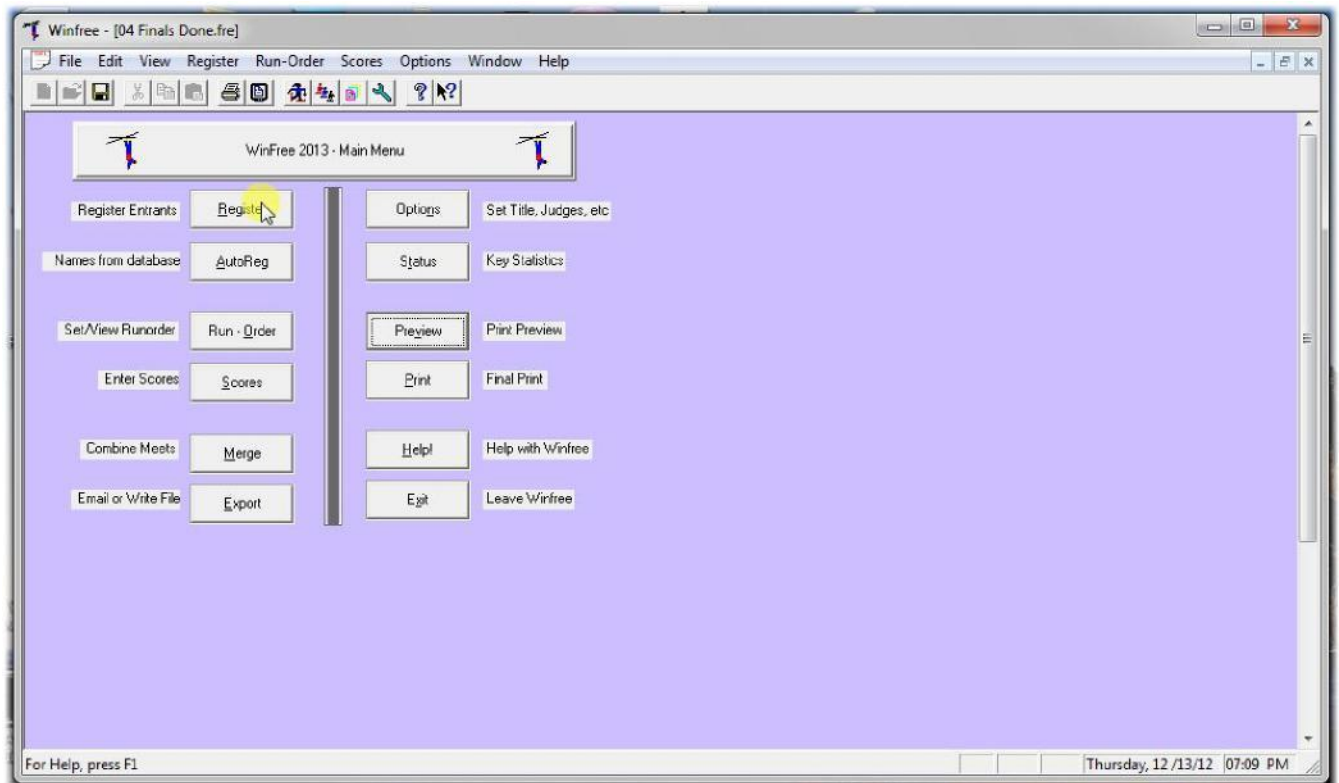 Winfree - [04 Finals Done.fre]
File Edit View Register Run-Order Scores Options Window Help
WinFree 2013 - Main Menu
Register Entrants Register Options Set Title, Judges, etc
Names from database AutoReg Status Key Statistics
Set/View Runorder Run - Order Preview Print Preview
Enter Scores Scores Print Final Print
Combine Meets Merge Help! Help with Winfree
Email or Write File Export Exit Leave Winfree
For Help, press F1 Thursday, 12 /13/12 07:09 PM